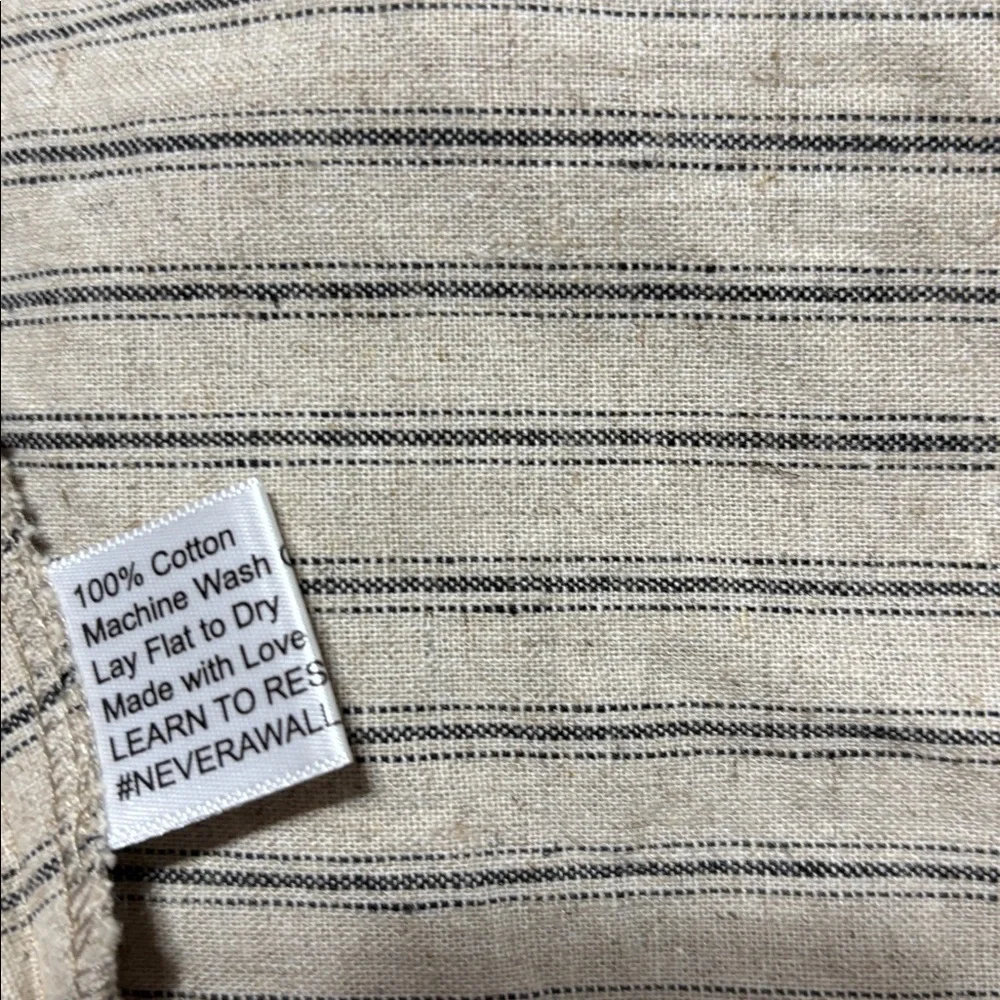 100% Cotton
Machine Wash
Lay Flat to Dry
Made with Love
LEARN TO RES
#NEVERAWALL